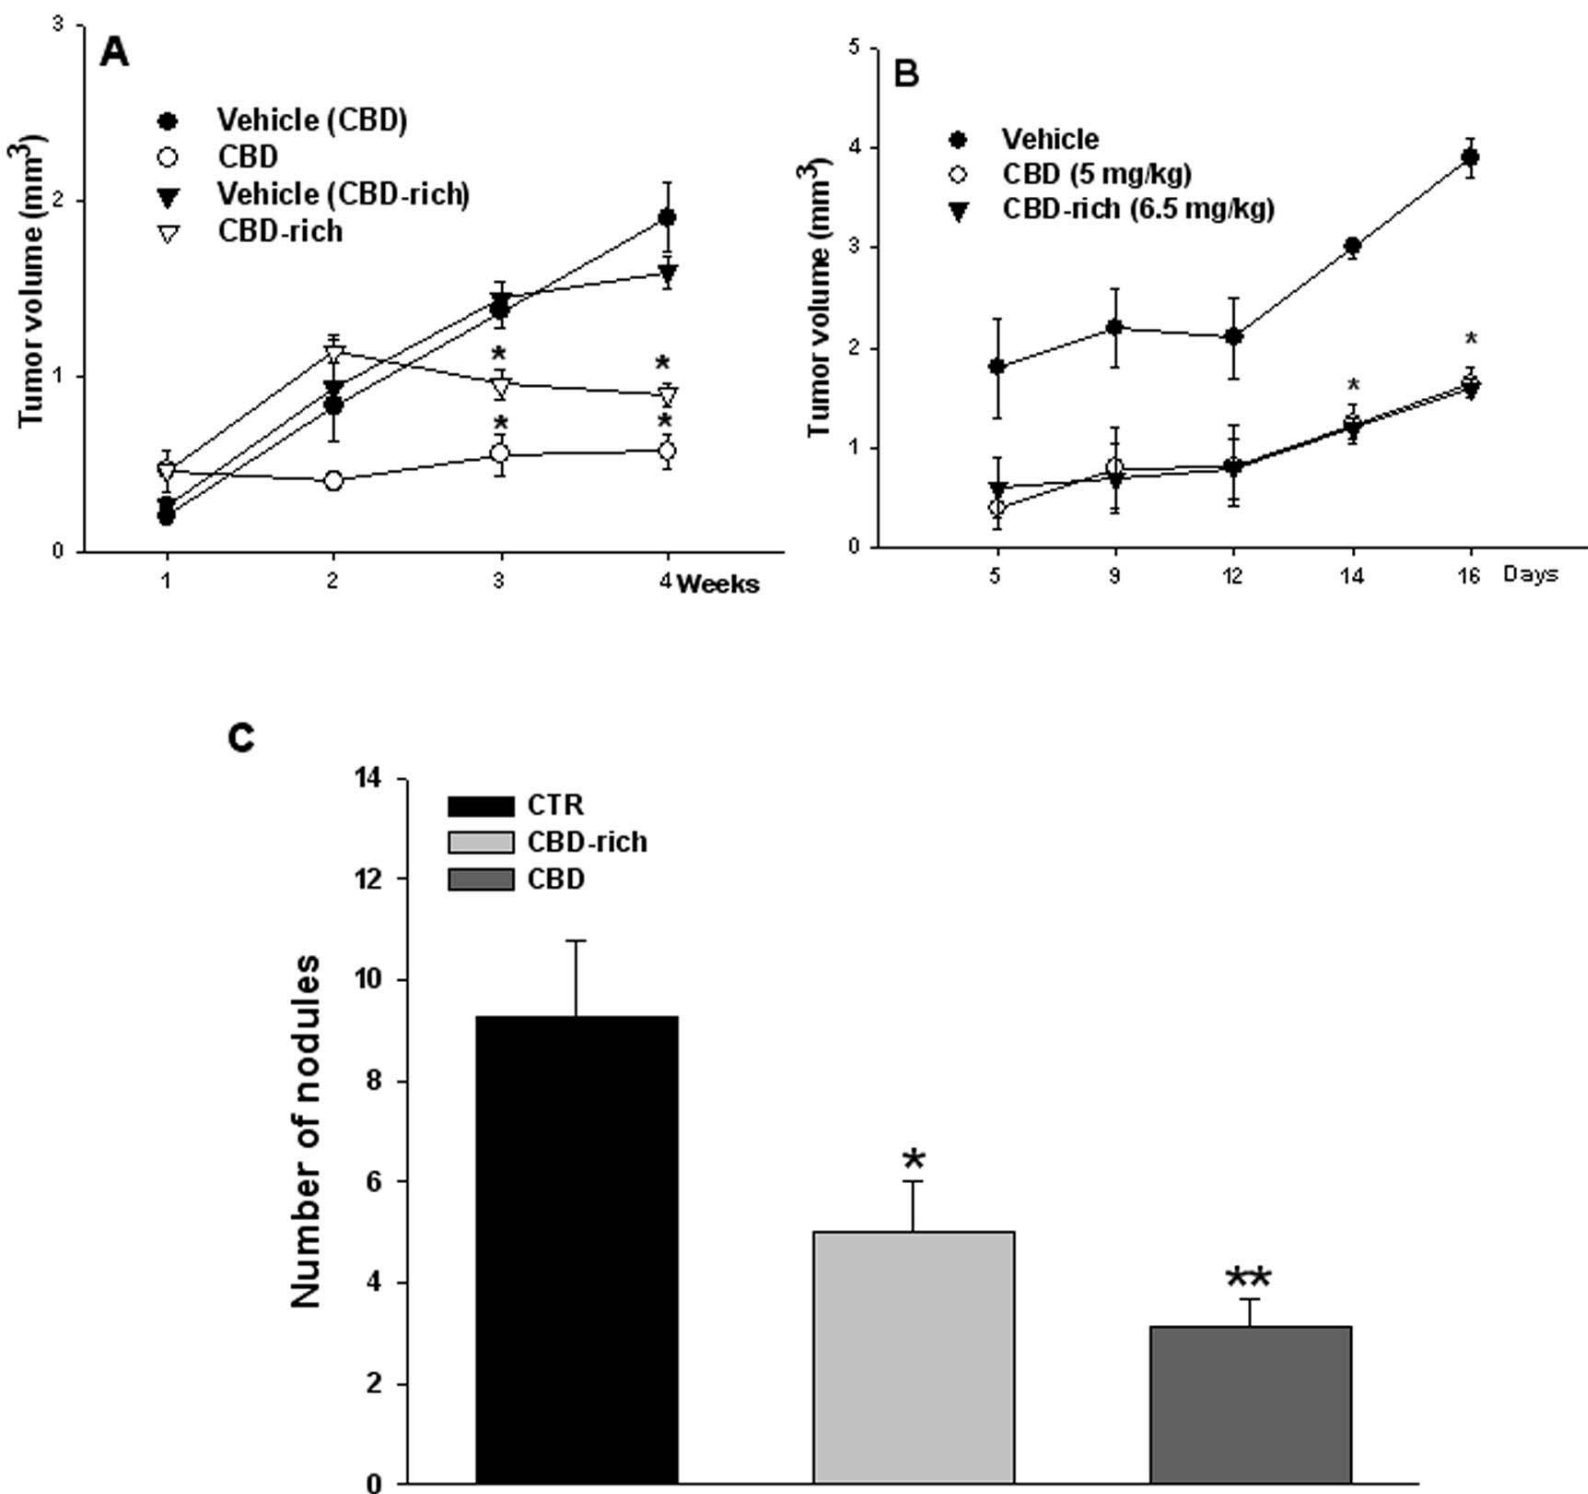 A
Tumor volume (mm3)
3
2
1
0
Vehicle (CBD)
CBD
Vehicle (CBD-rich)
CBD-rich
*
*
*
*
1 2 3 4 Weeks
B
Tumor volume (mm3)
5
4
3
2
1
0
Vehicle
CBD (5 mg/kg)
CBD-rich (6.5 mg/kg)
*
*
5 9 12 14 16 Days
C
Number of nodules
14
12
10
8
6
4
2
0
CTR
CBD-rich
CBD
*
**